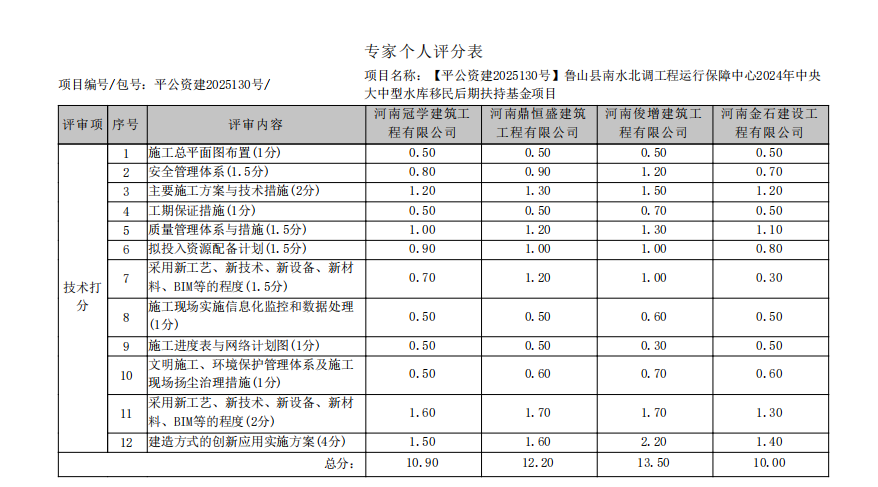 专家个人评分表
项目编号/包号: 平公资建2025130号/
项目名称: 【平公资建2025130号】鲁山县南水北调工程运行保障中心2024年中央
大中型水库移民后期扶持基金项目
评审项 序号 评审内容 河南冠学建筑工程有限公司 河南鼎恒盛建筑工程有限公司 河南俊增建筑工程有限公司 河南金石建设工程有限公司
技术打分
1 施工总平面图布置(1分) 0.50 0.50 0.50 0.50
2 安全管理体系(1.5分) 0.80 0.90 1.20 0.70
3 主要施工方案与技术措施(2分) 1.20 1.30 1.50 1.20
4 工期保证措施(1分) 0.50 0.50 0.70 0.50
5 质量管理体系与措施(1.5分) 1.00 1.20 1.30 1.10
6 拟投入资源配备计划(1.5分) 0.90 1.00 1.00 0.80
7 采用新工艺、新技术、新设备、新材
料、BIM等的程度(1.5分) 0.70 1.20 1.00 0.30
8 施工现场实施信息化监控和数据处理
(1分) 0.50 0.50 0.60 0.50
9 施工进度表与网络计划图(1分) 0.50 0.50 0.30 0.50
10 文明施工、环境保护管理体系及施工
现场扬尘治理措施(1分) 0.50 0.60 0.70 0.60
11 采用新工艺、新技术、新设备、新材
料、BIM等的程度(2分) 1.60 1.70 1.70 1.30
12 建造方式的创新应用实施方案(4分) 1.50 1.60 2.20 1.40
总分: 10.90 12.20 13.50 10.00